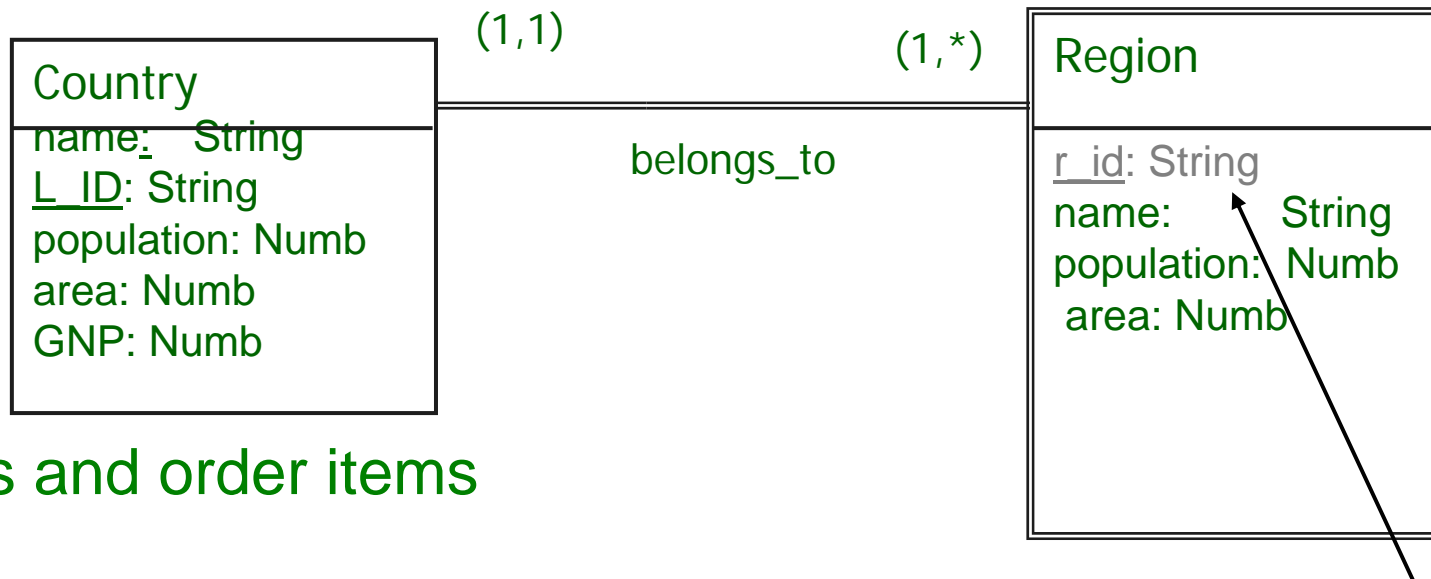 (1,1)
(1,*)
Country
name: String
L_ID: String
population: Numb
area: Numb
GNP: Numb
belongs_to
Region
r_id: String
name: String
population: Numb
area: Numb
s and order items